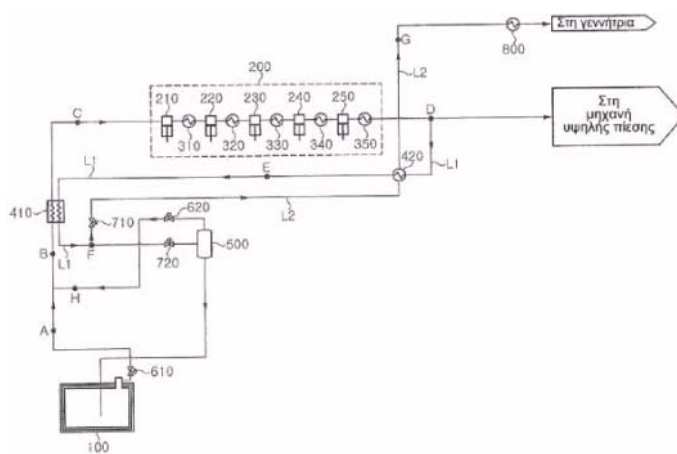 Στη γεννήτρια
800
G
L2
200
C
210
220
230
240
250
310
320
330
340
350
D
Στη
μηχανή
υψηλής πίεσης
L1
E
420
L1
410
710
620
L2
B
L1
F
720
500
H
A
610
100